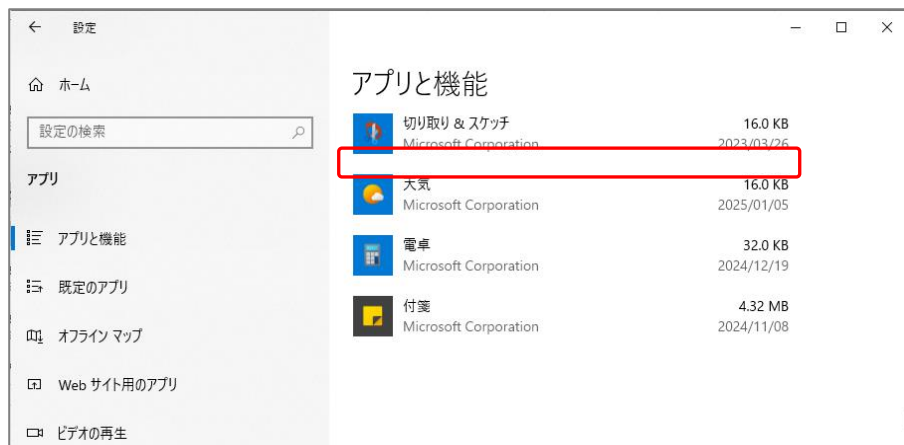 設定
ホーム
設定の検索
アプリ
アプリと機能
既定のアプリ
オフライン マップ
Web サイト用のアプリ
ビデオの再生
アプリと機能
切り取り & スケッチ 16.0 KB
Microsoft Corporation 2023/03/26
天気 16.0 KB
Microsoft Corporation 2025/01/05
電卓 32.0 KB
Microsoft Corporation 2024/12/19
付箋 4.32 MB
Microsoft Corporation 2024/11/08